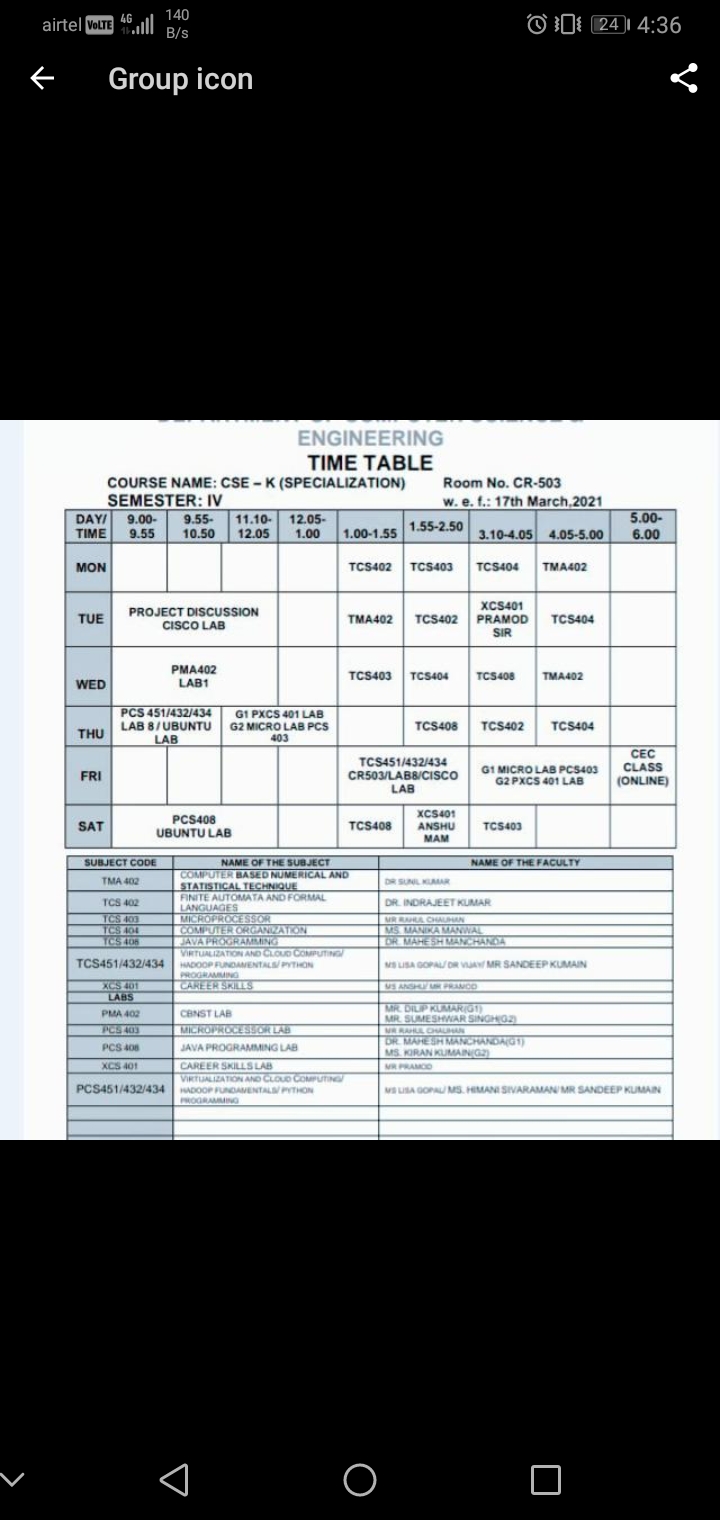 airtel VoLTE 4G 140 B/s 24 4:36
Group icon
ENGINEERING
TIME TABLE
COURSE NAME: CSE – K (SPECIALIZATION) Room No. CR-503
SEMESTER: IV w. e. f.: 17th March,2021
DAY/ TIME 9.00-9.55 9.55-10.50 11.10-12.05 12.05-1.00 1.00-1.55 1.55-2.50 3.10-4.05 4.05-5.00 5.00-6.00
MON TCS402 TCS403 TCS404 TMA402
TUE PROJECT DISCUSSION CISCO LAB TMA402 TCS402 XCS401 PRAMOD SIR TCS404
WED PMA402 LAB1 TCS403 TCS404 TCS408 TMA402
THU PCS 451/432/434 LAB 8 / UBUNTU LAB G1 PXCS 401 LAB G2 MICRO LAB PCS 403 TCS408 TCS402 TCS404
FRI TCS451/432/434 CR503/LAB8/CISCO LAB G1 MICRO LAB PCS403 G2 PXCS 401 LAB CEC CLASS (ONLINE)
SAT PCS408 UBUNTU LAB TCS408 XCS401 ANSHU MAM TCS403
SUBJECT CODE NAME OF THE SUBJECT NAME OF THE FACULTY
TMA 402 COMPUTER BASED NUMERICAL AND STATISTICAL TECHNIQUE DR SUNIL KUMAR
TCS 402 FINITE AUTOMATA AND FORMAL LANGUAGES DR. INDRAJEET KUMAR
TCS 403 MICROPROCESSOR MR RAHUL CHAUHAN
TCS 404 COMPUTER ORGANIZATION MS. MANIKA MANWAL
TCS 408 JAVA PROGRAMMING DR. MAHESH MANCHANDA
TCS451/432/434 VIRTUALIZATION AND CLOUD COMPUTING/ HADOOP FUNDAMENTALS/ PYTHON PROGRAMMING MS LISA GOPAL/ DR VIJAY/ MR SANDEEP KUMAIN
XCS 401 CAREER SKILLS MS ANSHU/ MR PRAMOD
LABS
PMA 402 CBNST LAB MR. DILIP KUMAR(G1) MR. SUMESHWAR SINGH(G2)
PCS 403 MICROPROCESSOR LAB MR RAHUL CHAUHAN
PCS 408 JAVA PROGRAMMING LAB DR. MAHESH MANCHANDA(G1) MS. KIRAN KUMAIN(G2)
XCS 401 CAREER SKILLS LAB MR PRAMOD
PCS451/432/434 VIRTUALIZATION AND CLOUD COMPUTING/ HADOOP FUNDAMENTALS/ PYTHON PROGRAMMING MS LISA GOPAL/ MS. HIMANI SIVARAMAN/ MR SANDEEP KUMAIN